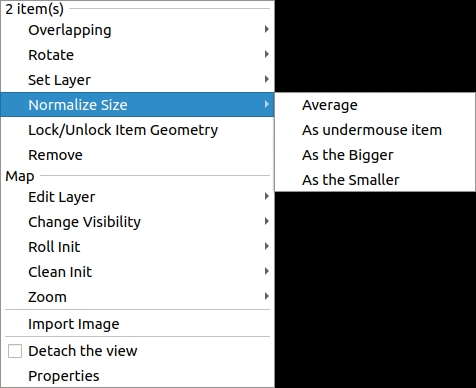 2 item(s)
Overlapping
Rotate
Set Layer
Normalize Size
Average
As undermouse item
As the Bigger
As the Smaller
Lock/Unlock Item Geometry
Remove
Map
Edit Layer
Change Visibility
Roll Init
Clean Init
Zoom
Import Image
Detach the view
Properties